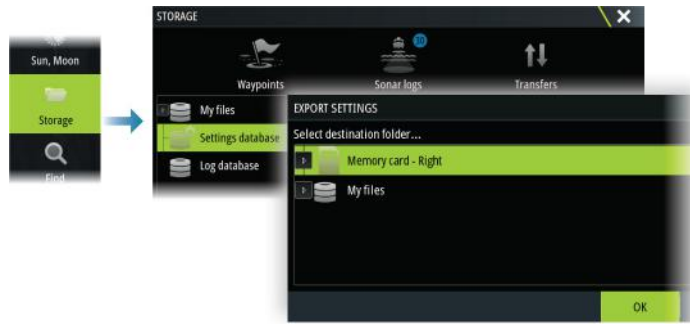 Sun, Moon
Storage
Find
STORAGE
10
Waypoints
Sonar logs
Transfers
My files
Settings database
Log database
EXPORT SETTINGS
Select destination folder...
Memory card - Right
My files
OK